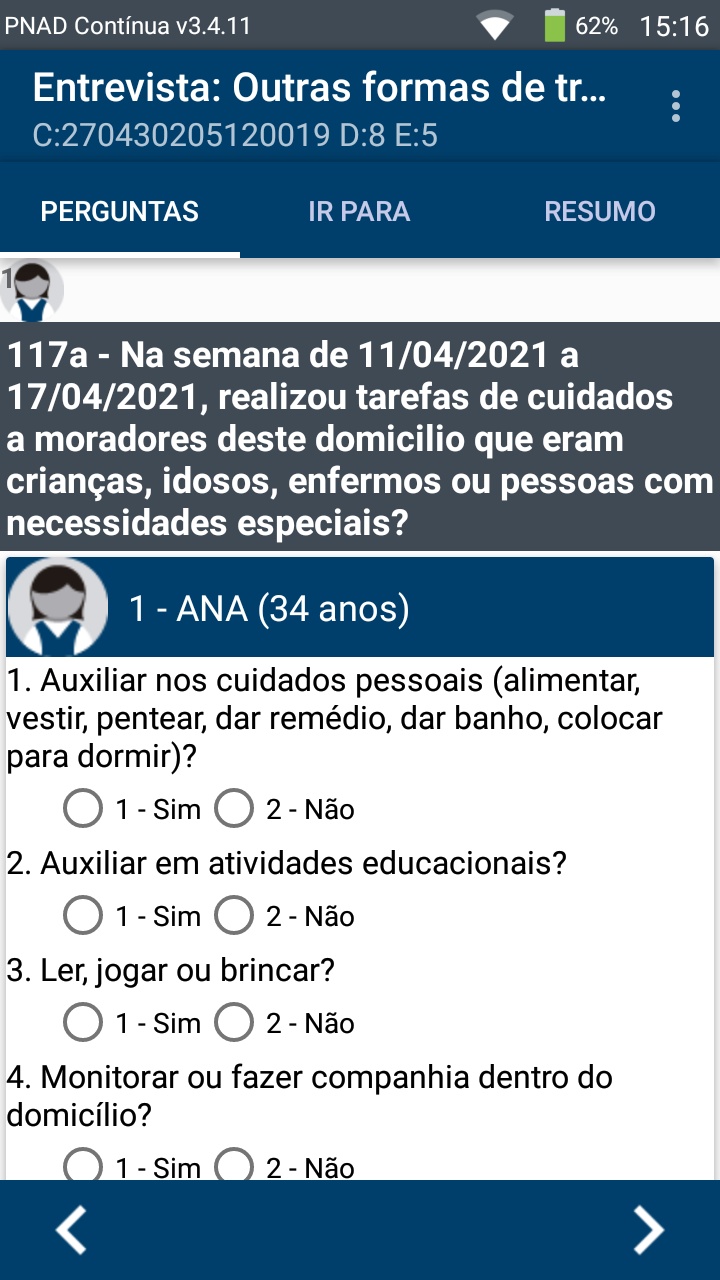 PNAD Contínua v3.4.11 62% 15:16
Entrevista: Outras formas de tr...
C:270430205120019 D:8 E:5
PERGUNTAS IR PARA RESUMO
1
117a - Na semana de 11/04/2021 a
17/04/2021, realizou tarefas de cuidados
a moradores deste domicilio que eram
crianças, idosos, enfermos ou pessoas com
necessidades especiais?
1 - ANA (34 anos)
1. Auxiliar nos cuidados pessoais (alimentar,
vestir, pentear, dar remédio, dar banho, colocar
para dormir)?
1 - Sim 2 - Não
2. Auxiliar em atividades educacionais?
1 - Sim 2 - Não
3. Ler, jogar ou brincar?
1 - Sim 2 - Não
4. Monitorar ou fazer companhia dentro do
domicílio?
1 - Sim 2 - Não